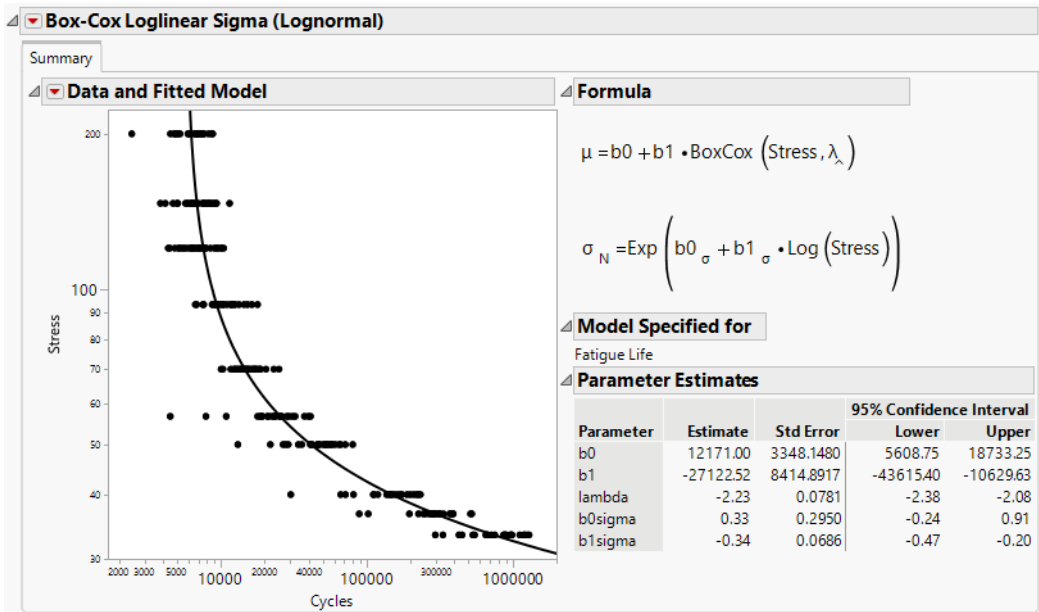 Box-Cox Loglinear Sigma (Lognormal)
Summary
Data and Fitted Model
200
100
90
80
70
60
50
40
30
Stress
2000 3000 5000 10000 20000 40000 100000 300000 1000000
Cycles
Formula
μ =b0 +b1 •BoxCox (Stress, λ^)
σ N =Exp (b0 σ +b1 σ •Log (Stress))
Model Specified for
Fatigue Life
Parameter Estimates
95% Confidence Interval
Parameter Estimate Std Error Lower Upper
b0 12171.00 3348.1480 5608.75 18733.25
b1 -27122.52 8414.8917 -43615.40 -10629.63
lambda -2.23 0.0781 -2.38 -2.08
b0sigma 0.33 0.2950 -0.24 0.91
b1sigma -0.34 0.0686 -0.47 -0.20